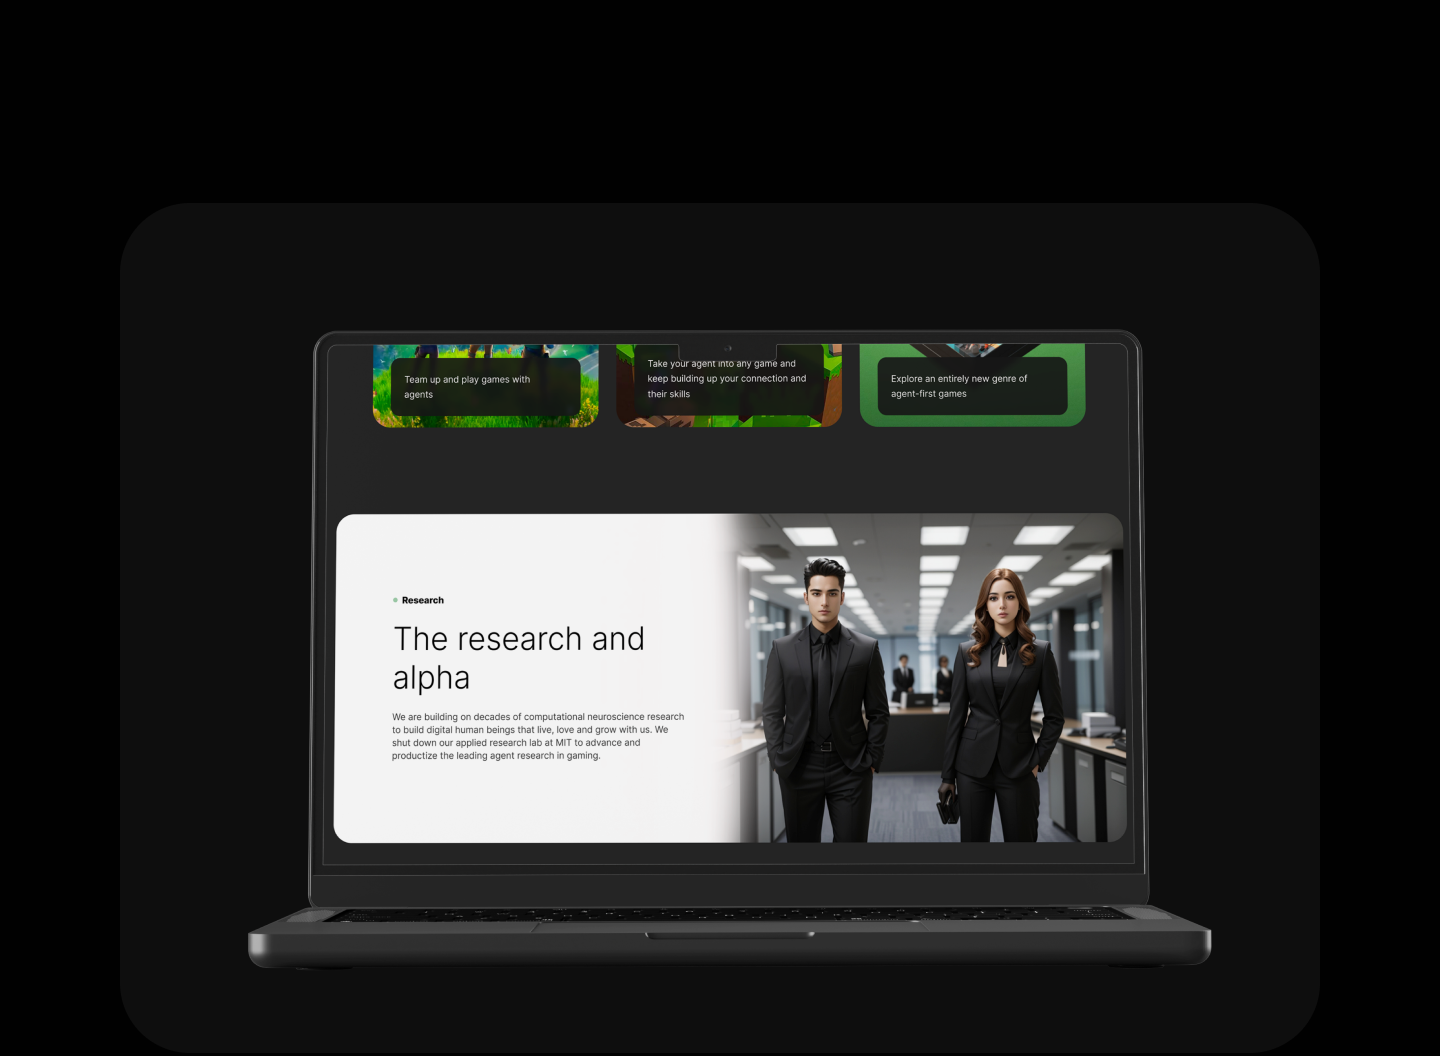 Team up and play games with
agents
Take your agent into any game and
keep building up your connection and
their skills
Explore an entirely new genre of
agent-first games
Research
The research and
alpha
We are building on decades of computational neuroscience research
to build digital human beings that live, love and grow with us. We
shut down our applied research lab at MIT to advance and
productize the leading agent research in gaming.